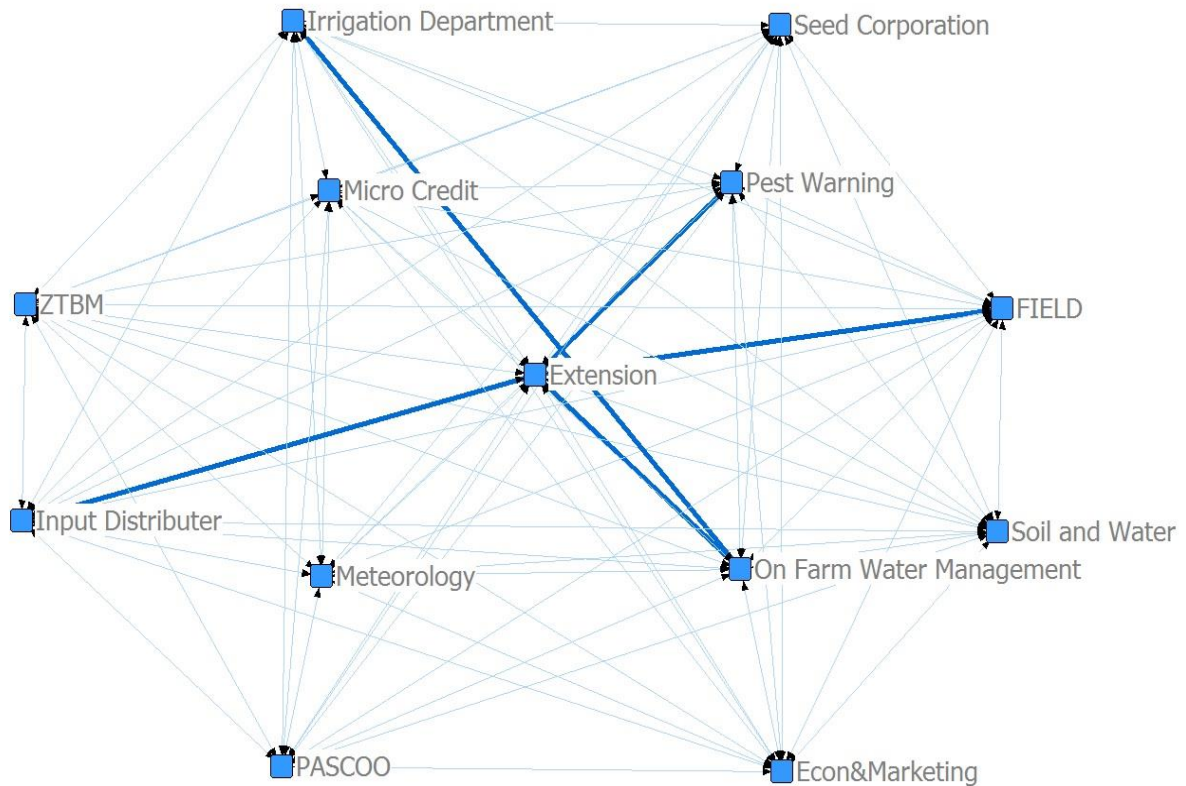 Irrigation Department
Seed Corporation
Micro Credit
Pest Warning
ZTBM
FIELD
Extension
Input Distributer
Soil and Water
Meteorology
On Farm Water Management
PASCOO
Econ&Marketing